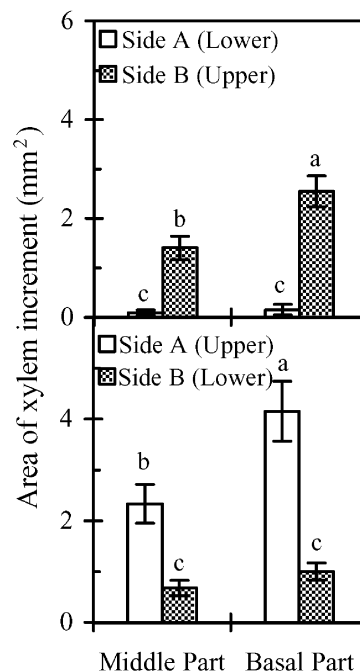 6
Side A (Lower)
Side B (Upper)
a
4
b
2
c
c
0
Side A (Upper)
Side B (Lower)
a
4
b
2
c
c
0
Middle Part
Basal Part
Area of xylem increment (mm²)